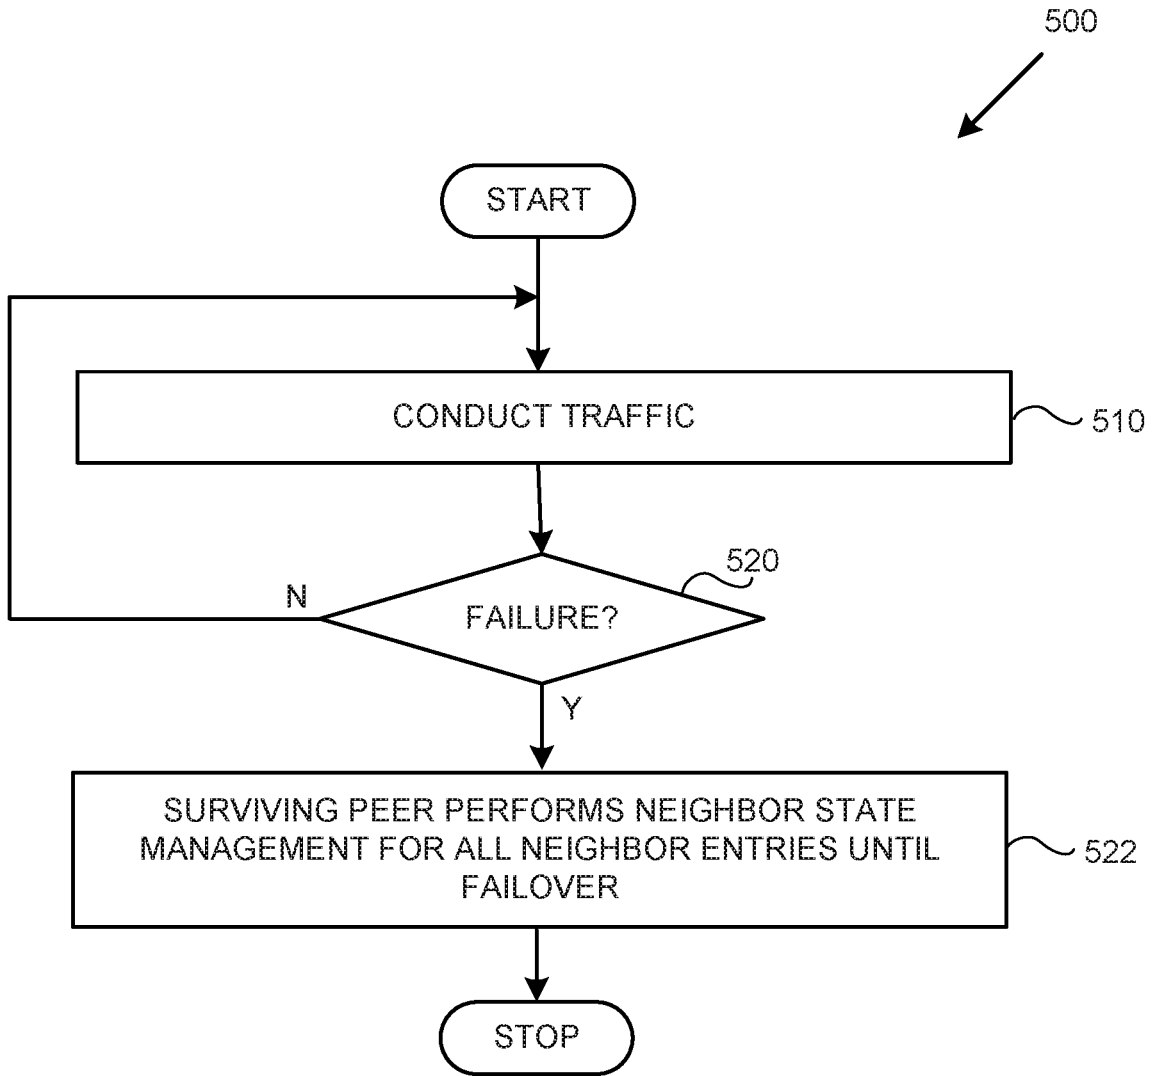 500
START
CONDUCT TRAFFIC
510
520
N
FAILURE?
Y
SURVIVING PEER PERFORMS NEIGHBOR STATE
MANAGEMENT FOR ALL NEIGHBOR ENTRIES UNTIL
FAILOVER
522
STOP